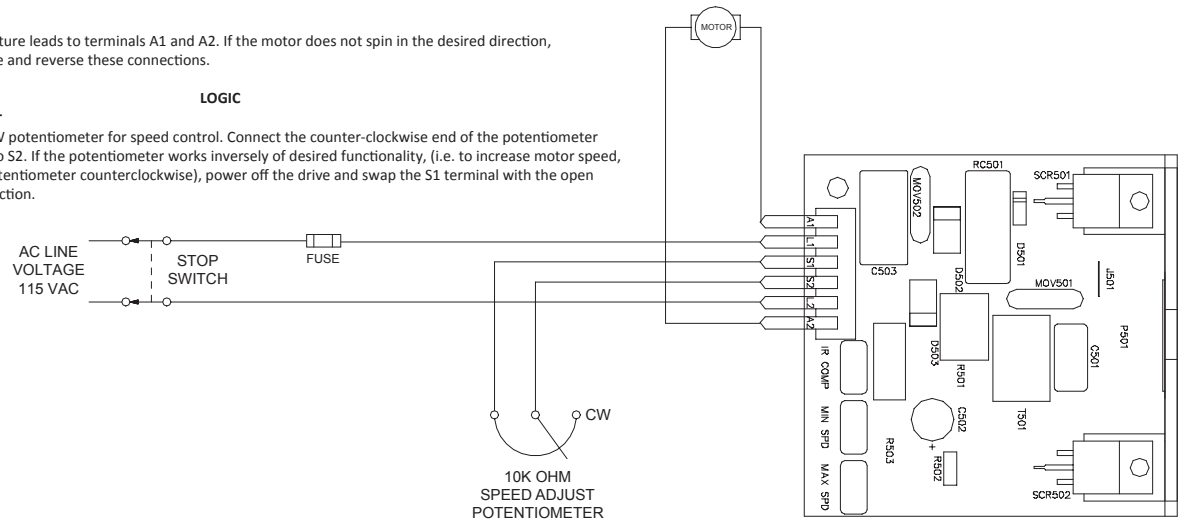 ture leads to terminals A1 and A2. If the motor does not spin in the desired direction,
e and reverse these connections.
LOGIC
potentiometer for speed control. Connect the counter-clockwise end of the potentiometer
S2. If the potentiometer works inversely of desired functionality, (i.e. to increase motor speed,
tentiometer counterclockwise), power off the drive and swap the S1 terminal with the open
ction.
MOTOR
AC LINE
VOLTAGE
115 VAC
STOP
SWITCH
FUSE
10K OHM
SPEED ADJUST
POTENTIOMETER
CW
A1
L1
S1
S2
L2
A2
IR COMP
MIN SPD
MAX SPD
C503
MOV502
RC501
D502
D501
SCR501
J501
MOV501
P501
D503
R501
T501
C501
C502
+
R503
R502
SCR502